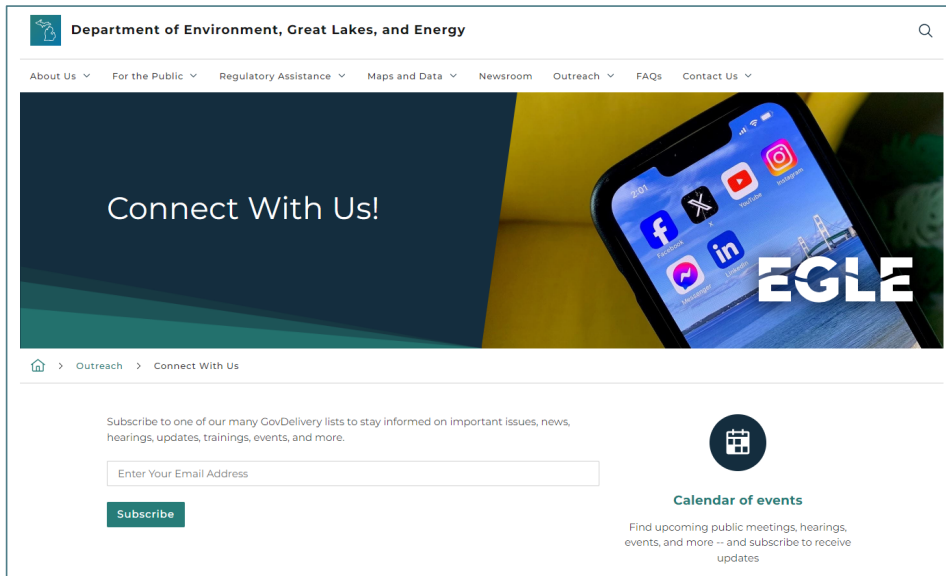 Department of Environment, Great Lakes, and Energy
About Us For the Public Regulatory Assistance Maps and Data Newsroom Outreach FAQs Contact Us
Connect With Us!
2:01
Facebook
X
YouTube
Instagram
Messenger
LinkedIn
EGLE
> Outreach > Connect With Us
Subscribe to one of our many GovDelivery lists to stay informed on important issues, news,
hearings, updates, trainings, events, and more.
Enter Your Email Address
Subscribe
Calendar of events
Find upcoming public meetings, hearings,
events, and more -- and subscribe to receive
updates